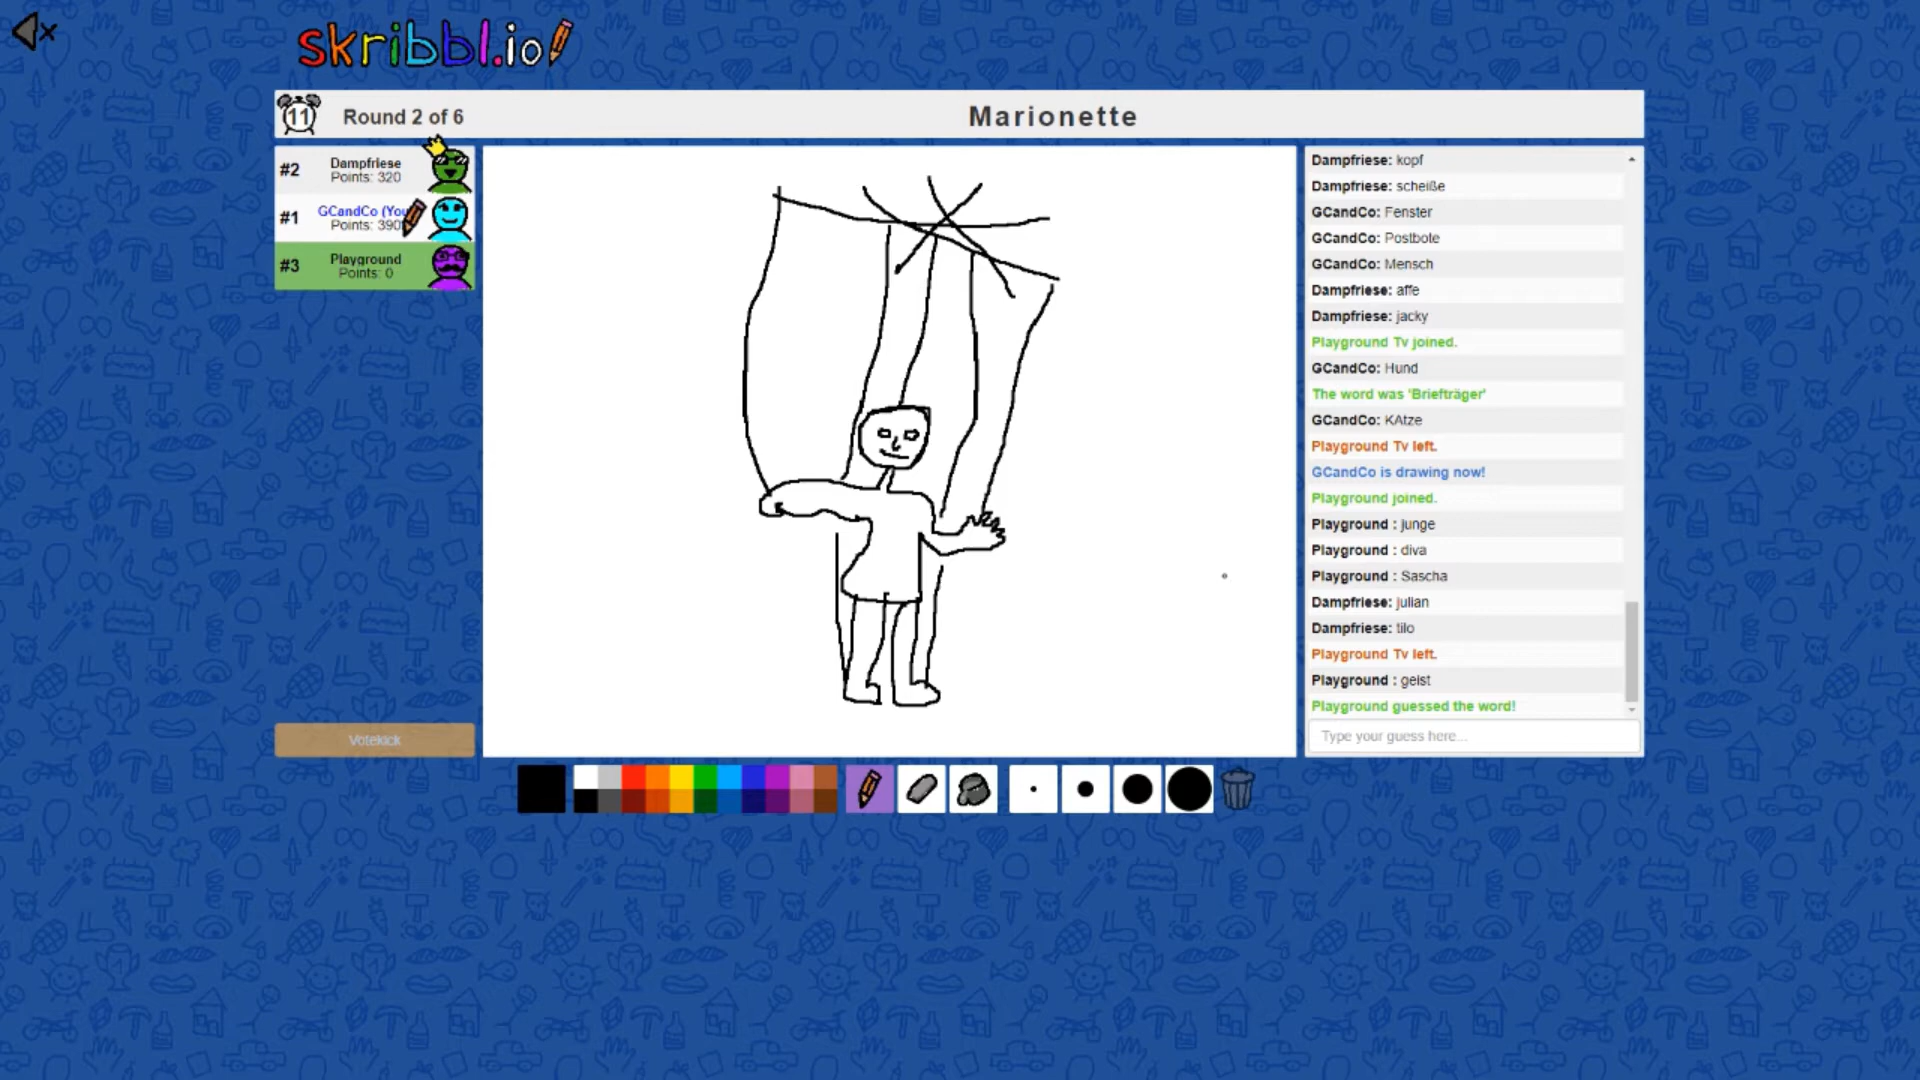 skribbl.io
11
Round 2 of 6
Marionette
#2
Dampfriese
Points: 320
#1
GCandCo (You
Points: 390
#3
Playground
Points: 0
Votekick
Dampfriese: kopf
Dampfriese: scheiße
GCandCo: Fenster
GCandCo: Postbote
GCandCo: Mensch
Dampfriese: affe
Dampfriese: jacky
Playground Tv joined.
GCandCo: Hund
The word was 'Briefträger'
GCandCo: KAtze
Playground Tv left.
GCandCo is drawing now!
Playground joined.
Playground : junge
Playground : diva
Playground : Sascha
Dampfriese: julian
Dampfriese: tilo
Playground Tv left.
Playground : geist
Playground guessed the word!
Type your guess here...